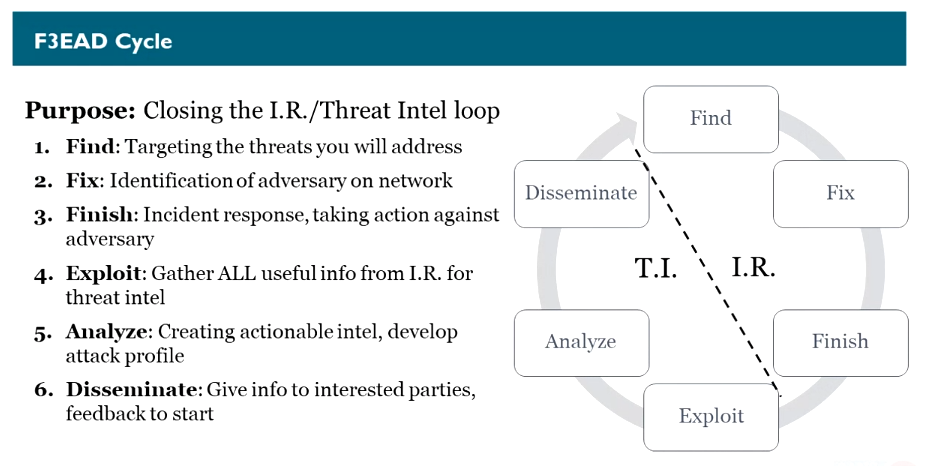 F3EAD Cycle
Purpose: Closing the I.R./Threat Intel loop
1. Find: Targeting the threats you will address
2. Fix: Identification of adversary on network
3. Finish: Incident response, taking action against
adversary
4. Exploit: Gather ALL useful info from I.R. for
threat intel
5. Analyze: Creating actionable intel, develop
attack profile
6. Disseminate: Give info to interested parties,
feedback to start
Find
Disseminate
Fix
T.I.
I.R.
Analyze
Finish
Exploit